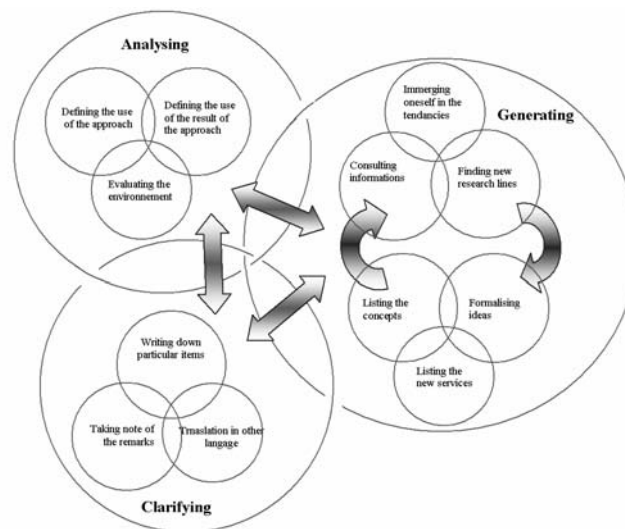 Analysing
Defining the use
of the approach
Defining the use
of the result of
the approach
Evaluating the
environnement
Immerging
oneself in the
tendancies
Generating
Consulting
informations
Finding new
research lines
Listing the
concepts
Formalising
ideas
Listing the
new services
Writing down
particular items
Taking note of
the remarks
Trnaslation in other
langage
Clarifying